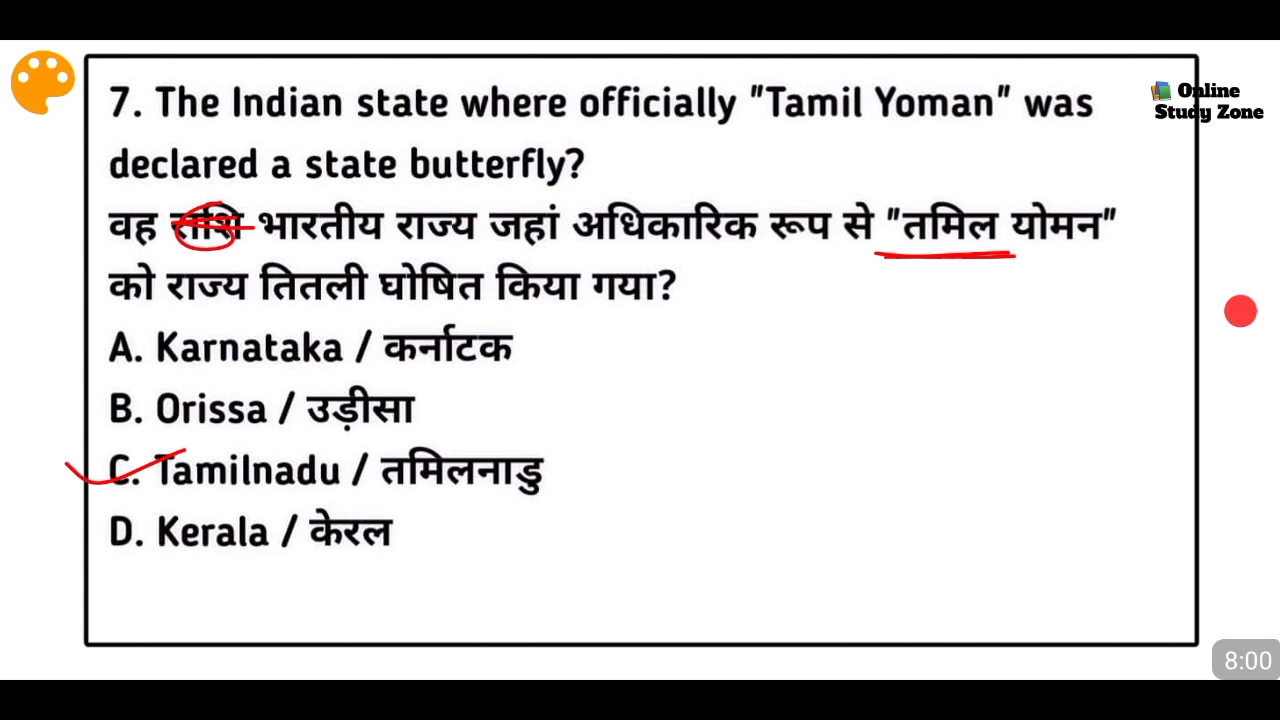 7. The Indian state where officially "Tamil Yoman" was
declared a state butterfly?
वह राशि भारतीय राज्य जहां अधिकारिक रूप से "तमिल योमन"
को राज्य तितली घोषित किया गया?
A. Karnataka / कर्नाटक
B. Orissa / उड़ीसा
C. Tamilnadu / तमिलनाडु
D. Kerala / केरल
Online
Study Zone
8:00